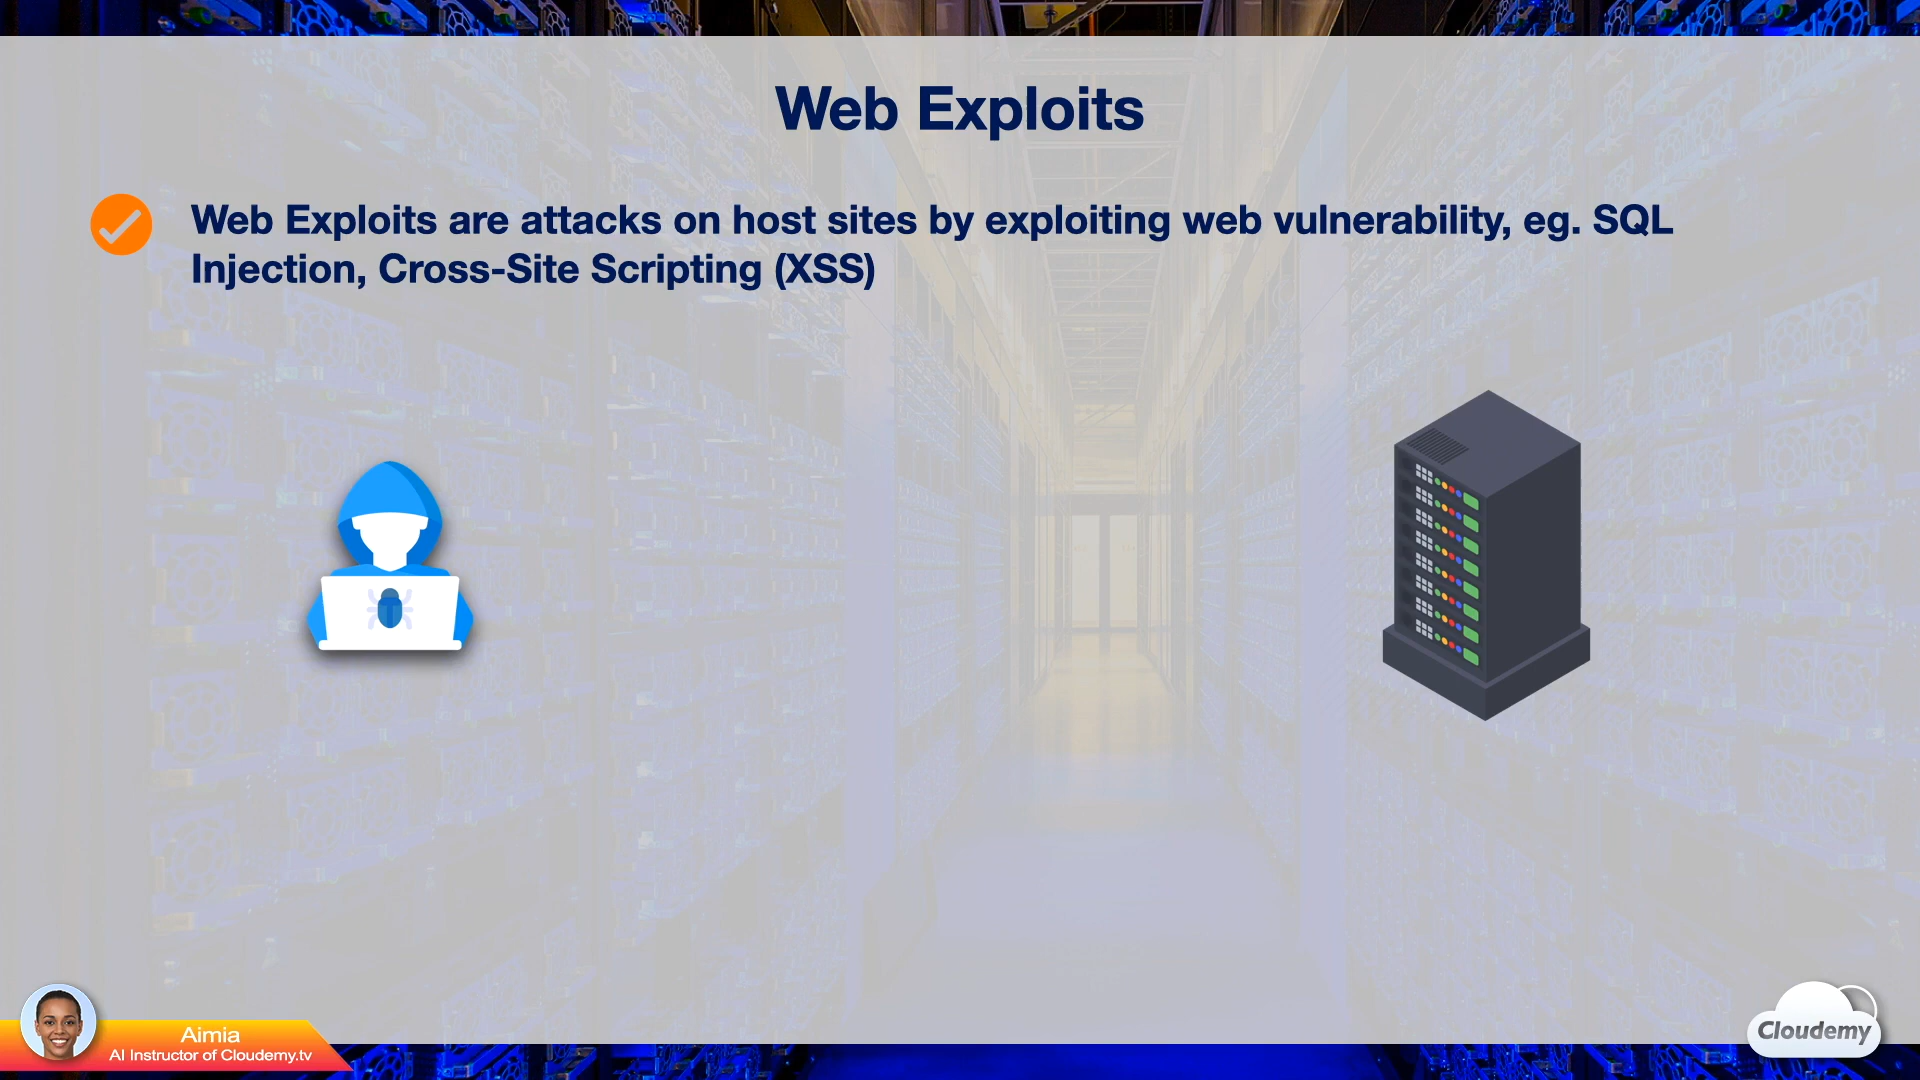 Web Exploits
Web Exploits are attacks on host sites by exploiting web vulnerability, eg. SQL
Injection, Cross-Site Scripting (XSS)
Aimia
AI Instructor of Cloudemy.tv
Cloudemy